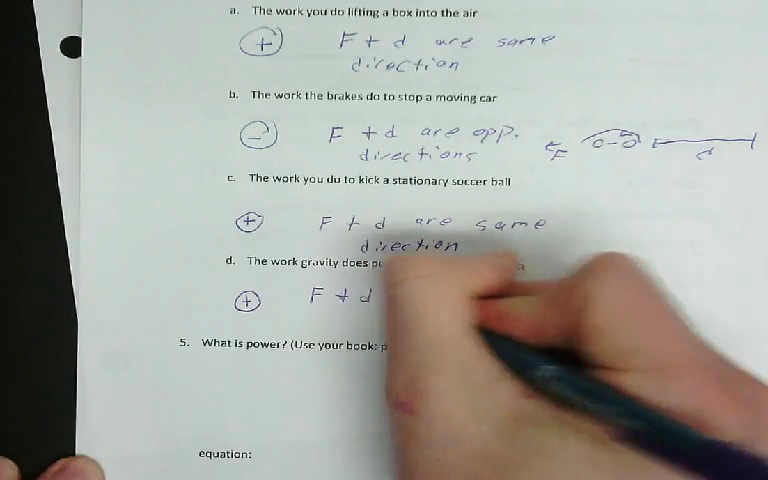 a. The work you do lifting a box into the air
+ F + d are same
direction
b. The work the brakes do to stop a moving car
- F + d are opp.
directions
F d
c. The work you do to kick a stationary soccer ball
+ F + d are same
direction
d. The work gravity does
+ F + d
5. What is power? (Use your book:
equation: